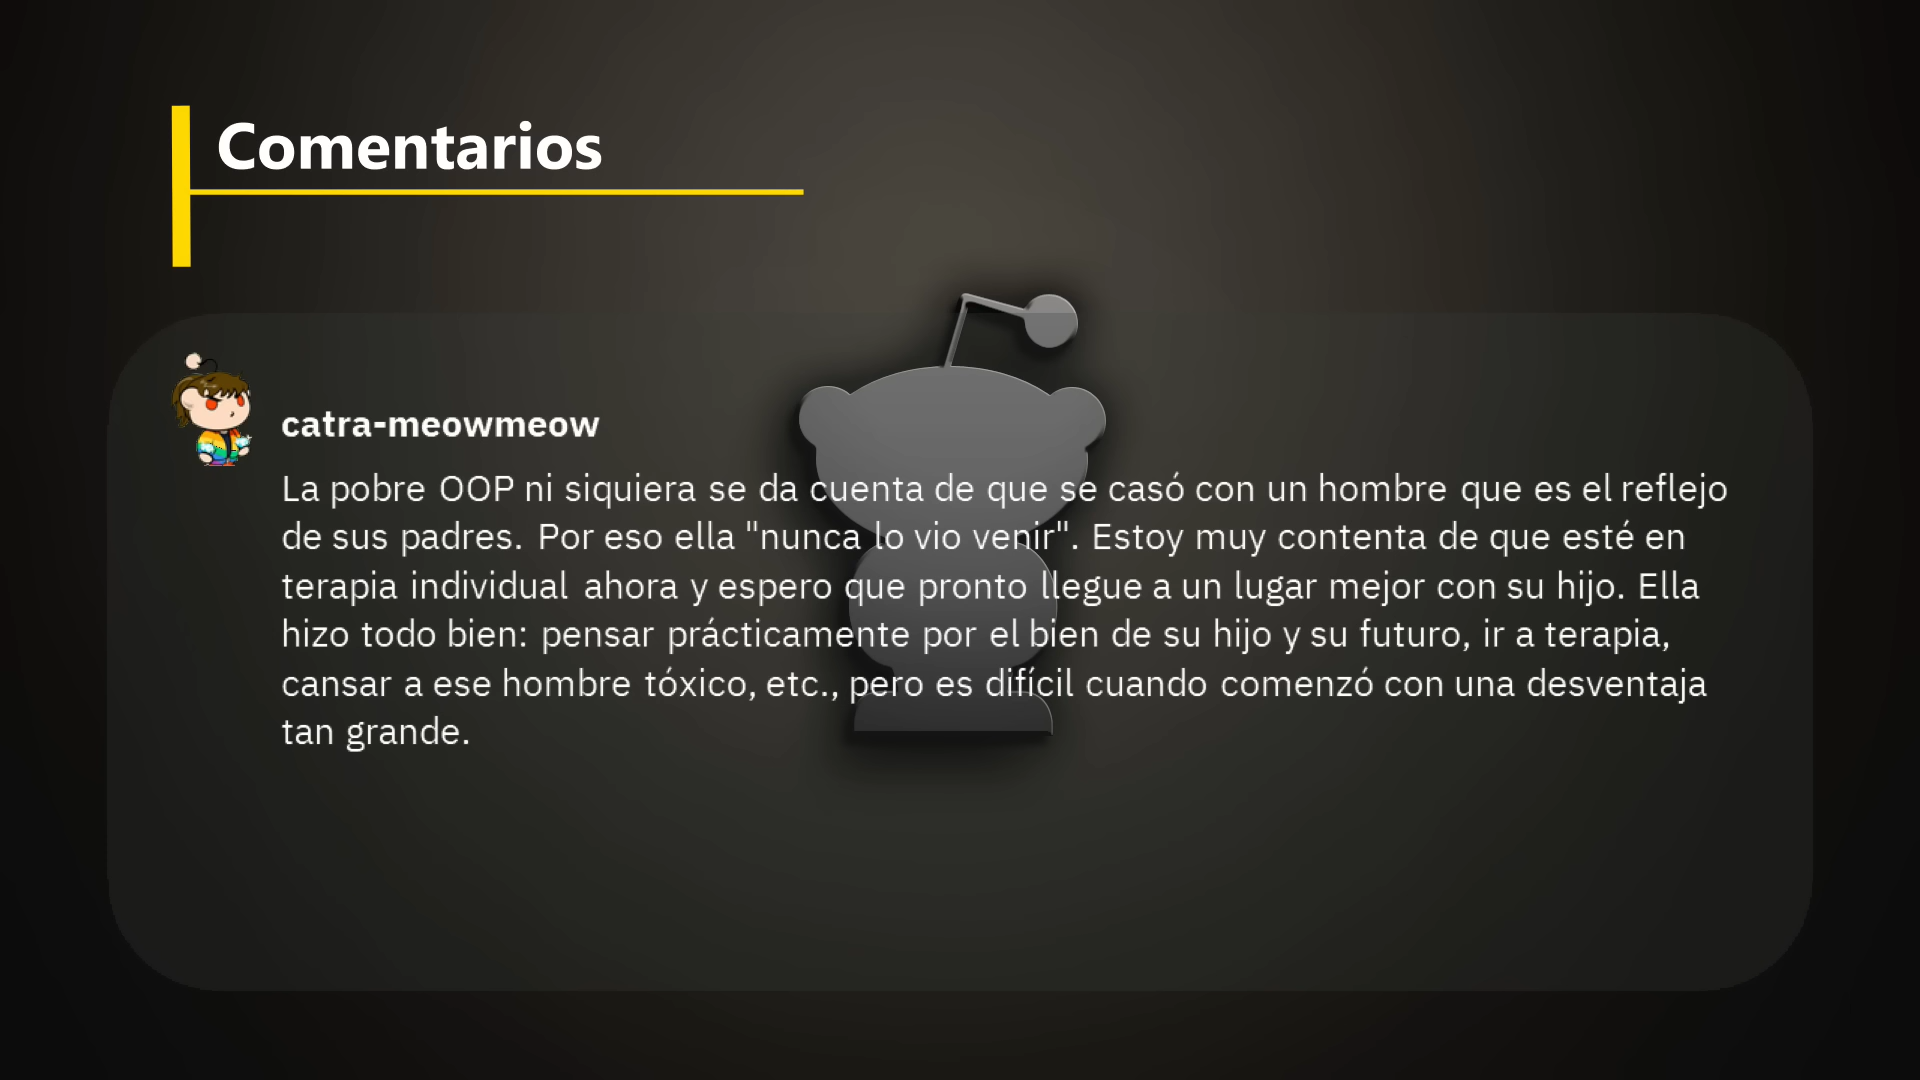 Comentarios
catra-meowmeow
La pobre OOP ni siquiera se da cuenta de que se casó con un hombre que es el reflejo
de sus padres. Por eso ella "nunca lo vio venir". Estoy muy contenta de que esté en
terapia individual ahora y espero que pronto llegue a un lugar mejor con su hijo. Ella
hizo todo bien: pensar prácticamente por el bien de su hijo y su futuro, ir a terapia,
cansar a ese hombre tóxico, etc., pero es difícil cuando comenzó con una desventaja
tan grande.